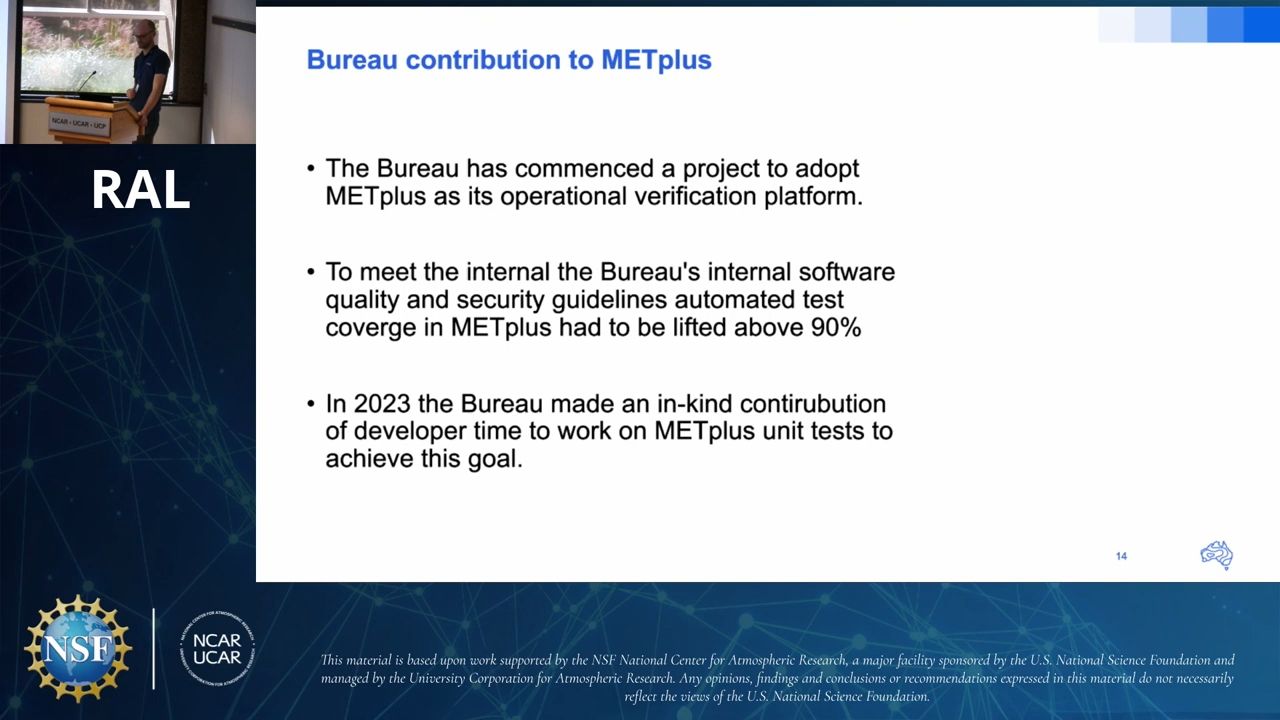 NCAR • UCAR • UCP
RAL
Bureau contribution to METplus
• The Bureau has commenced a project to adopt
METplus as its operational verification platform.
• To meet the internal the Bureau's internal software
quality and security guidelines automated test
coverge in METplus had to be lifted above 90%
• In 2023 the Bureau made an in-kind contirubution
of developer time to work on METplus unit tests to
achieve this goal.
14
NSF
NCAR
UCAR
This material is based upon work supported by the NSF National Center for Atmospheric Research, a major facility sponsored by the U.S. National Science Foundation and
managed by the University Corporation for Atmospheric Research. Any opinions, findings and conclusions or recommendations expressed in this material do not necessarily
reflect the views of the U.S. National Science Foundation.